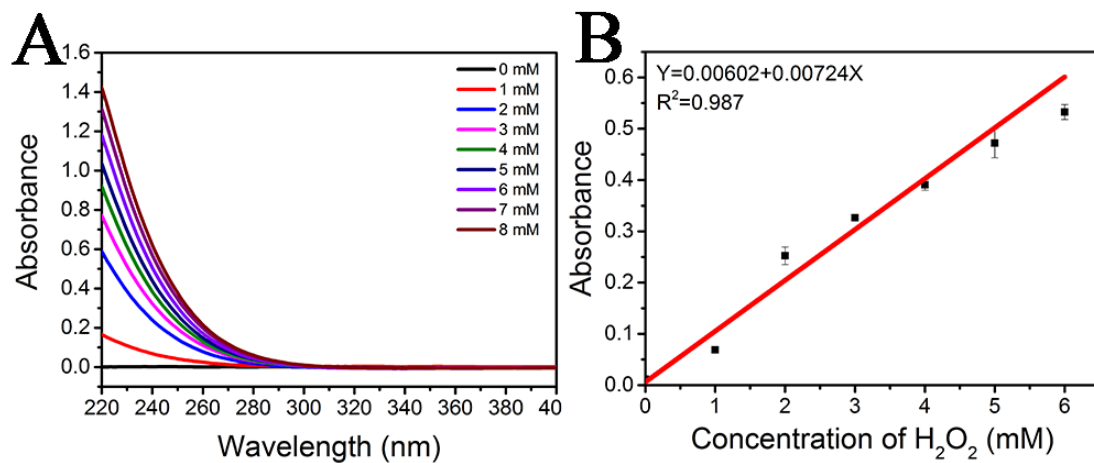 A
1.6
1.4
1.2
1.0
0.8
0.6
0.4
0.2
0.0
Absorbance
220 240 260 280 300 320 340 360 380 40
Wavelength (nm)
0 mM
1 mM
2 mM
3 mM
4 mM
5 mM
6 mM
7 mM
8 mM
B
Y=0.00602+0.00724X
R²=0.987
0.6
0.5
0.4
0.3
0.2
0.1
0.0
Absorbance
0 1 2 3 4 5 6
Concentration of H₂O₂ (mM)